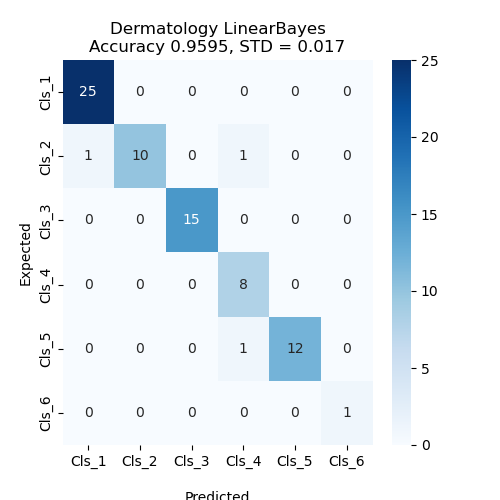 Dermatology LinearBayes
Accuracy 0.9595, STD = 0.017
Expected
Cls_1 25 0 0 0 0 0
Cls_2 1 10 0 1 0 0
Cls_3 0 0 15 0 0 0
Cls_4 0 0 0 8 0 0
Cls_5 0 0 0 1 12 0
Cls_6 0 0 0 0 0 1
Cls_1 Cls_2 Cls_3 Cls_4 Cls_5 Cls_6
Predicted
25
20
15
10
5
0